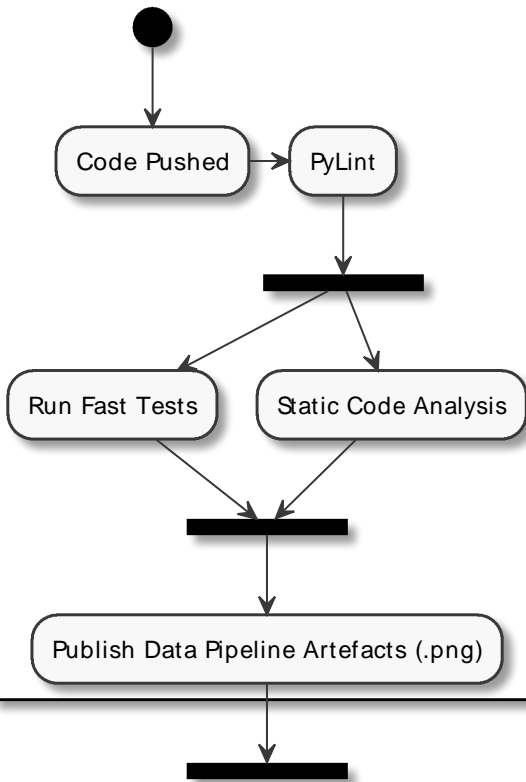 Code Pushed
PyLint
Run Fast Tests
Static Code Analysis
Publish Data Pipeline Artefacts (.png)